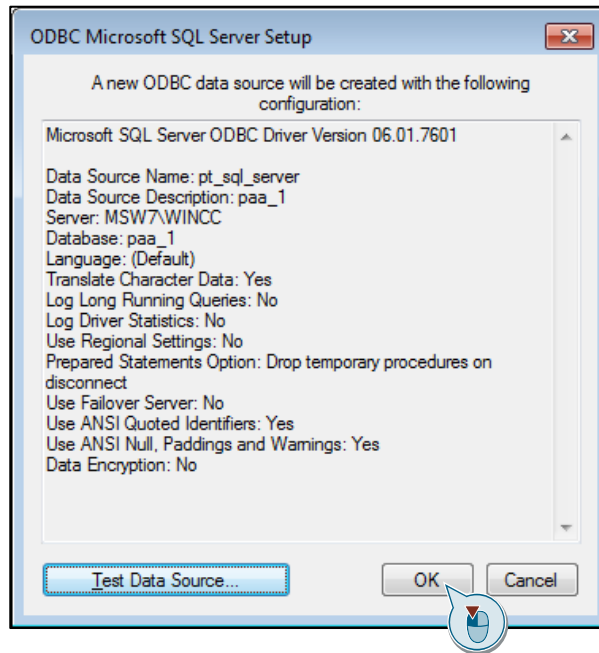 ODBC Microsoft SQL Server Setup
A new ODBC data source will be created with the following
configuration:
Microsoft SQL Server ODBC Driver Version 06.01.7601
Data Source Name: pt_sql_server
Data Source Description: paa_1
Server: MSW7\WINCC
Database: paa_1
Language: (Default)
Translate Character Data: Yes
Log Long Running Queries: No
Log Driver Statistics: No
Use Regional Settings: No
Prepared Statements Option: Drop temporary procedures on
disconnect
Use Failover Server: No
Use ANSI Quoted Identifiers: Yes
Use ANSI Null, Paddings and Warnings: Yes
Data Encryption: No
Test Data Source... OK Cancel